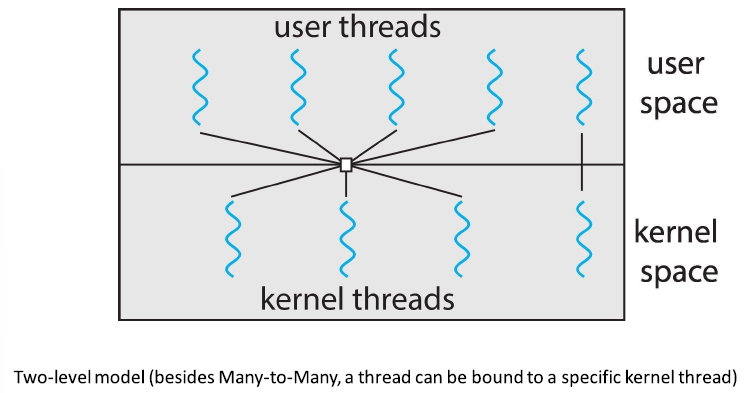 user threads
user
space
kernel
space
kernel threads
Two-level model (besides Many-to-Many, a thread can be bound to a specific kernel thread)